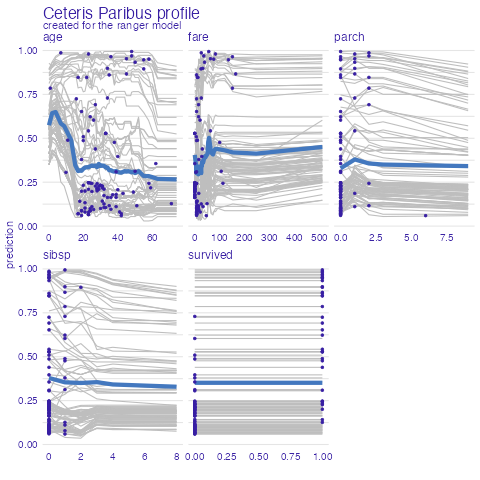 Ceteris Paribus profile
created for the ranger model
age fare parch
1.00
0.75
0.50
0.25
0.00
0 20 40 60 0 100 200 300 400 500 0.0 2.5 5.0 7.5
prediction
sibsp survived
1.00
0.75
0.50
0.25
0.00
0 2 4 6 8 0.00 0.25 0.50 0.75 1.00